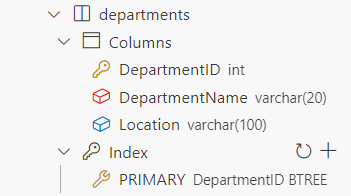 departments
Columns
DepartmentID int
DepartmentName varchar(20)
Location varchar(100)
Index
PRIMARY DepartmentID BTREE